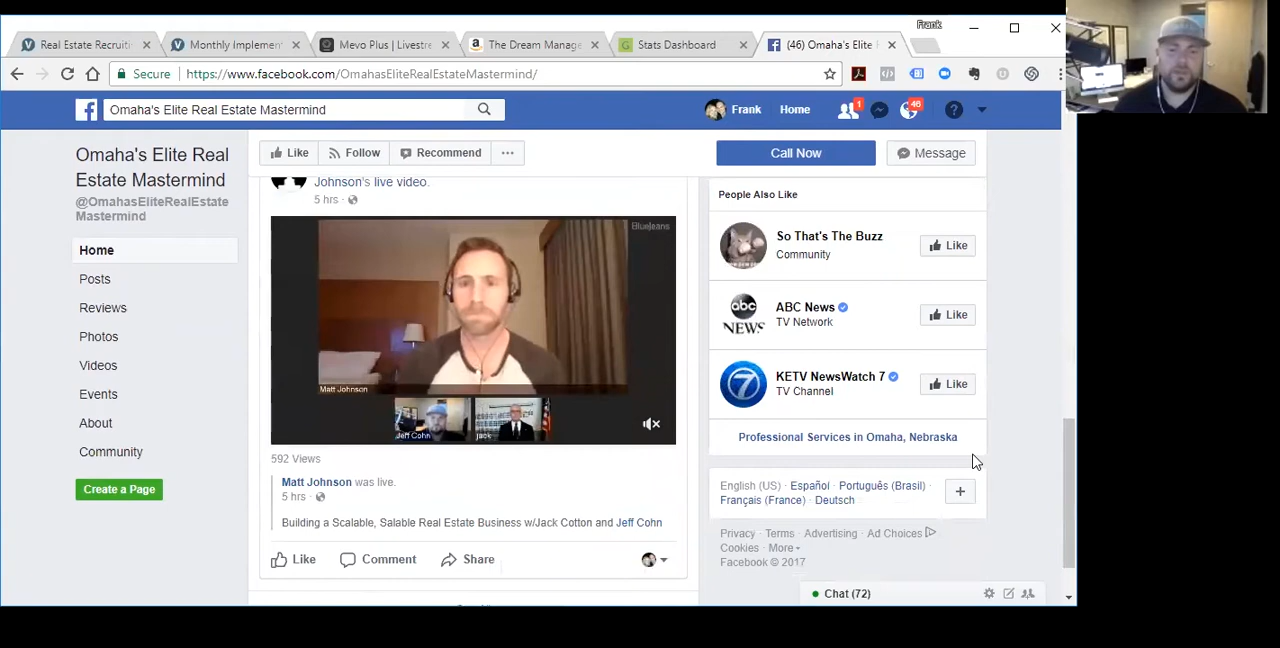 Frank
Real Estate Recruiti
Monthly Implemen
Mevo Plus | Livestre
The Dream Manage
Stats Dashboard
(46) Omaha's Elite
Secure https://www.facebook.com/OmahasEliteRealEstateMastermind/
Omaha's Elite Real Estate Mastermind
Frank Home 1 46
Omaha's Elite Real
Estate Mastermind
@OmahasEliteRealEstate
Mastermind
Home
Posts
Reviews
Photos
Videos
Events
About
Community
Create a Page
Like Follow Recommend ...
Call Now Message
Johnson's live video.
5 hrs ·
BlueJeans
Matt Johnson
Jeff Cohn
jack
592 Views
Matt Johnson was live.
5 hrs ·
Building a Scalable, Salable Real Estate Business w/Jack Cotton and Jeff Cohn
Like Comment Share
People Also Like
So That's The Buzz
Community
Like
abc
NEWS
ABC News
TV Network
Like
7
KETV NewsWatch 7
TV Channel
Like
Professional Services in Omaha, Nebraska
English (US) · Español · Português (Brasil) ·
Français (France) · Deutsch
Privacy · Terms · Advertising · Ad Choices
Cookies · More
Facebook © 2017
Chat (72)